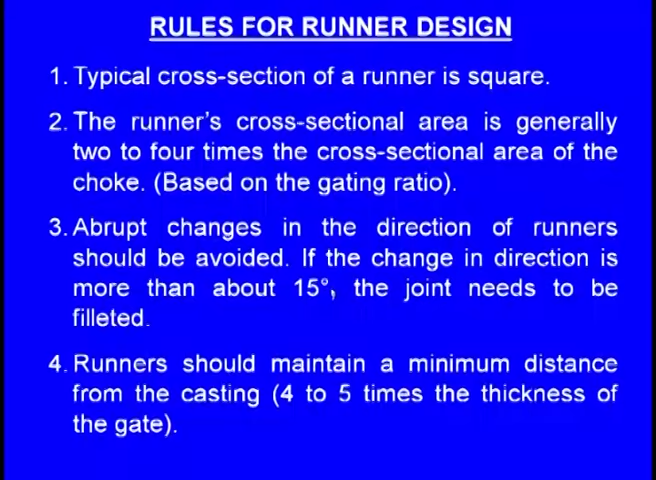 RULES FOR RUNNER DESIGN
1. Typical cross-section of a runner is square.
2. The runner's cross-sectional area is generally
two to four times the cross-sectional area of the
choke. (Based on the gating ratio).
3. Abrupt changes in the direction of runners
should be avoided. If the change in direction is
more than about 15°, the joint needs to be
filleted.
4. Runners should maintain a minimum distance
from the casting (4 to 5 times the thickness of
the gate).